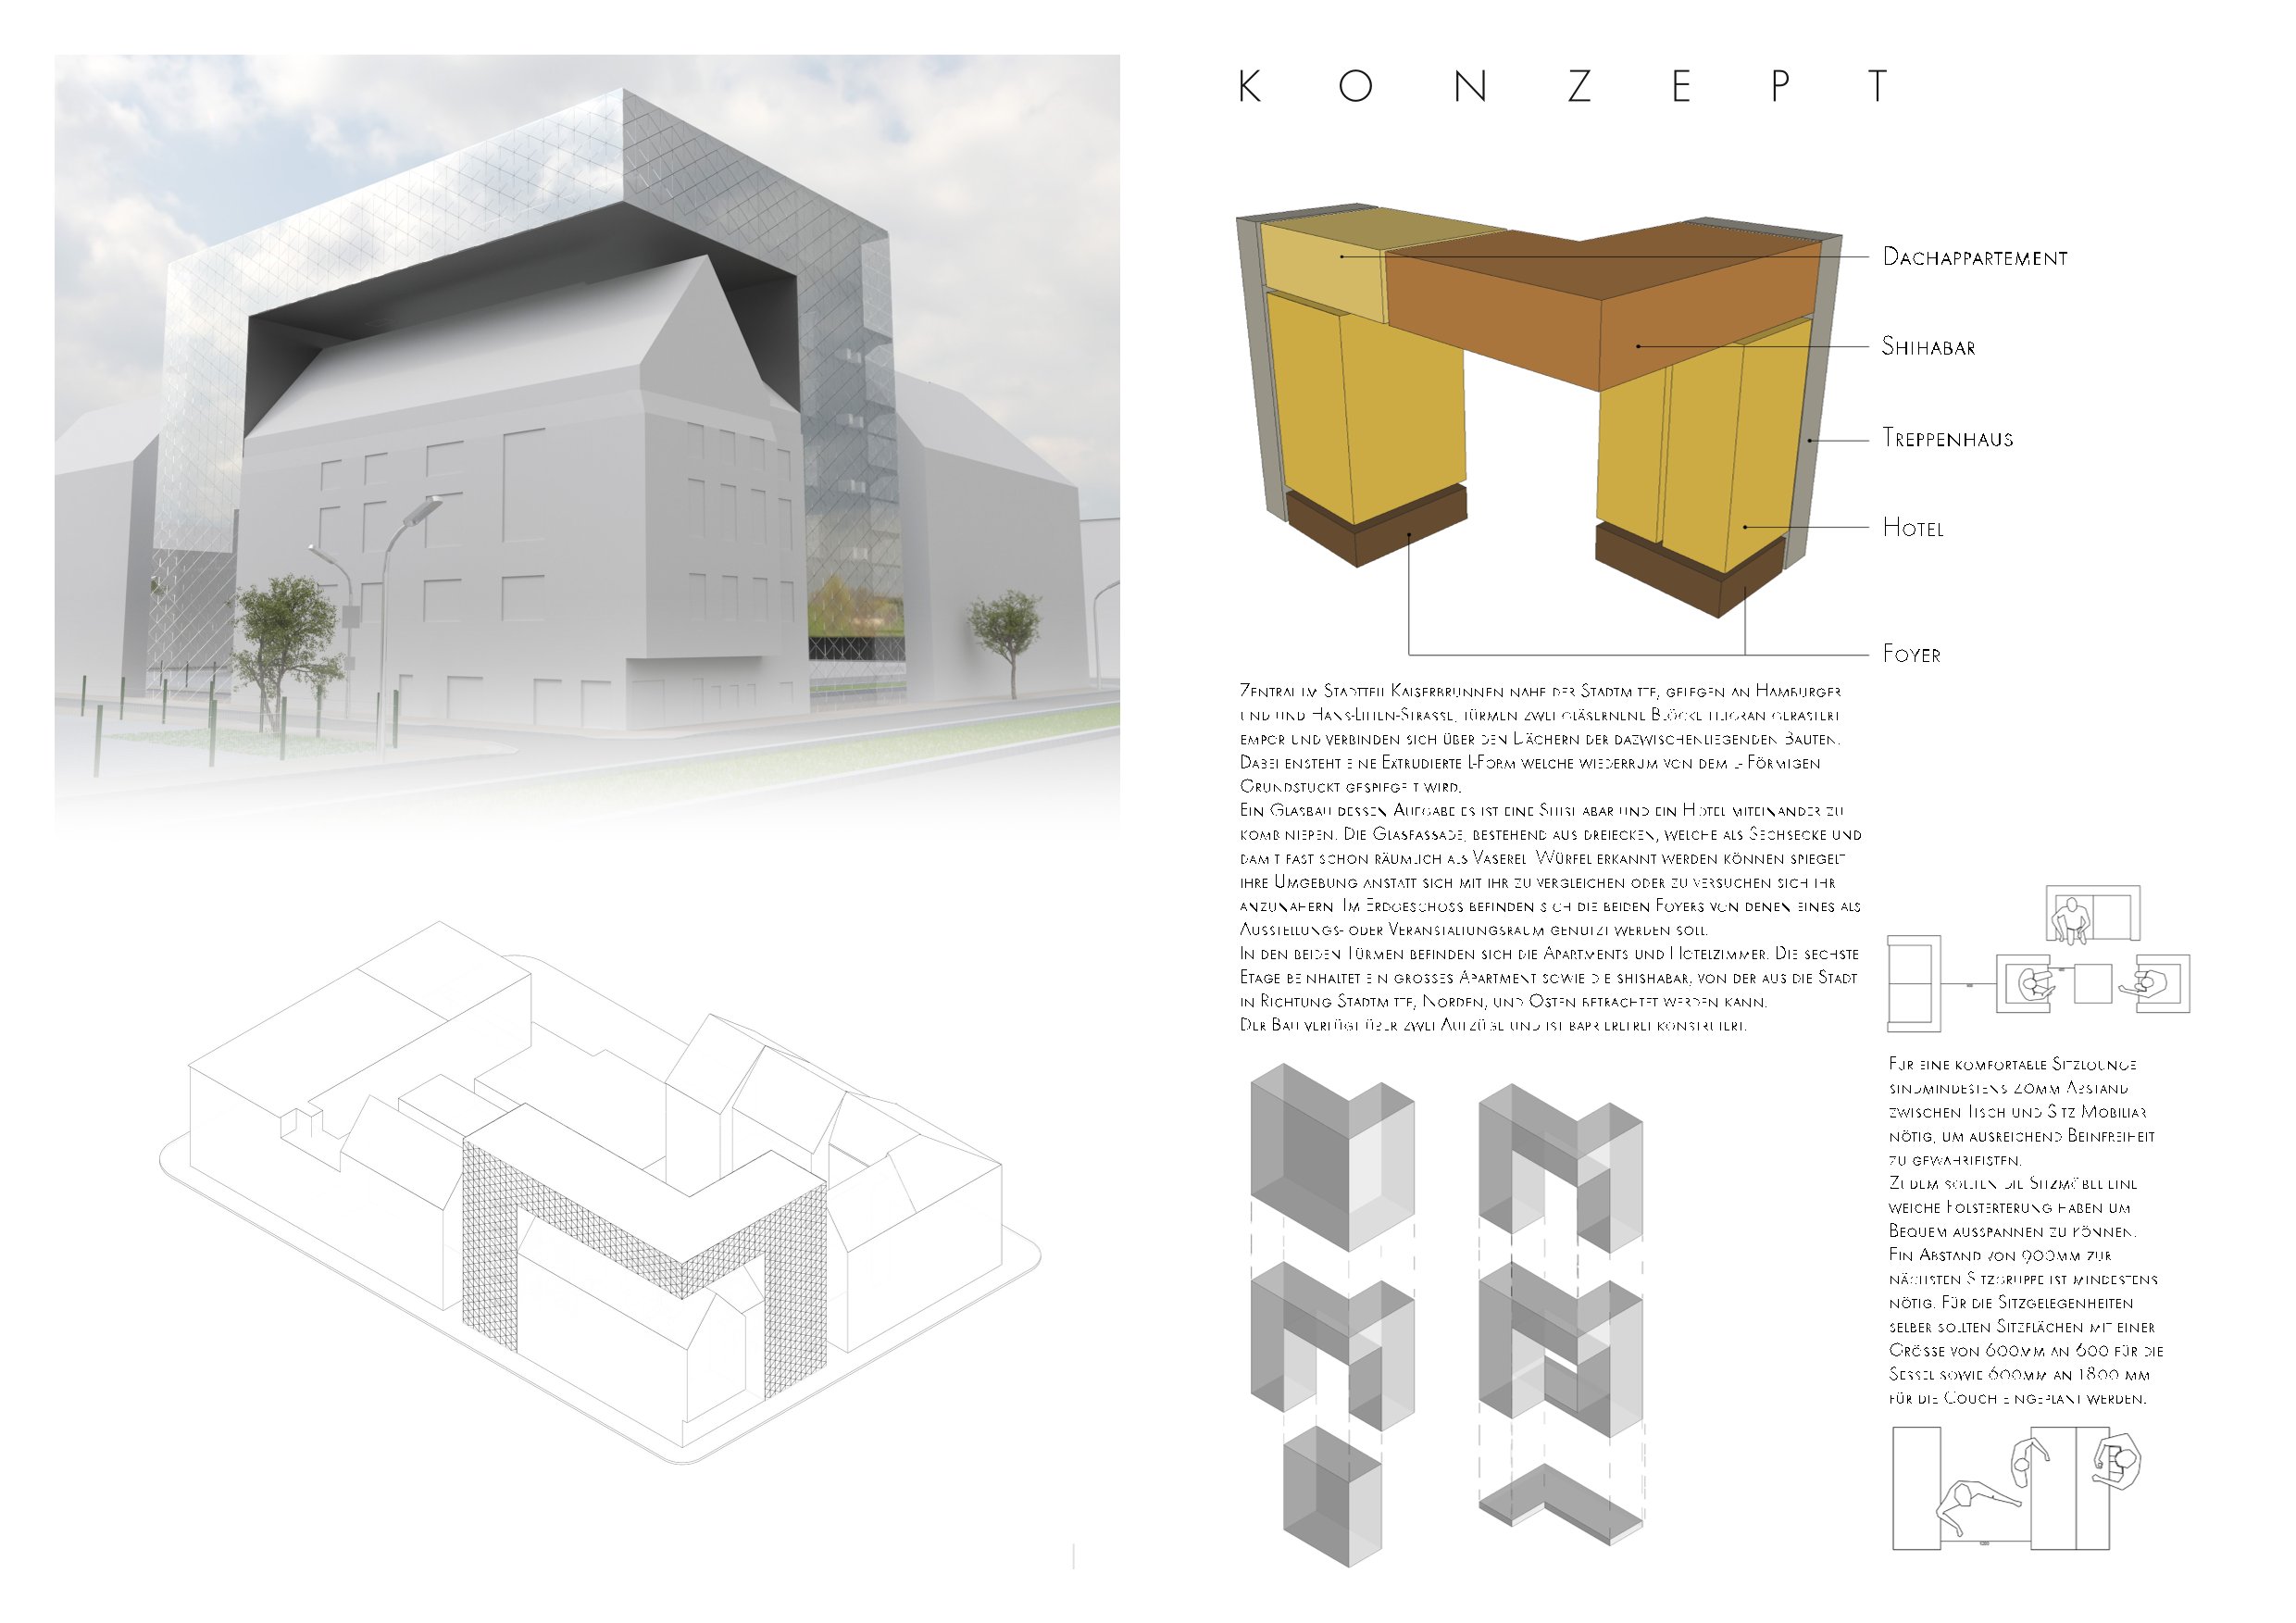 K O N Z E P T
Dachappartement
Shihabar
Treppenhaus
Hotel
Foyer
Zentral im Stadtteil Kaiserbrunnen nahe der Stadtmitte, gelegen an Hamburger
und Hans-Litten-Strasse, türmen zwei gläsernene Blöcke filigran gerastert
empor und verbinden sich über den Dächern der dazwischenliegenden Bauten.
Dabei ensteht eine Extrudierte L-Form welche wiederrum von dem L- Förmigen
Grundstückt gespiegelt wird.
Ein Glasbau dessen Aufgabe es ist eine Shishabar und ein Hotel miteinander zu
kombinieren. Die Glasfassade, bestehend aus dreiecken, welche als Sechsecke und
damit fast schon räumlich als Würfel erkannt werden können spiegelt
ihre Umgebung anstatt sich mit ihr zu vergleichen oder zu versuchen sich ihr
anzunähern. Im Erdgeschoss befinden sich die beiden Foyers von denen eines als
Ausstellungs- oder Veranstaltungsraum genutzt werden soll.
In den beiden Türmen befinden sich die Apartments und Hotelzimmer. Die sechste
Etage beinhaltet ein grosses Apartment sowie die shishabar, von der aus die Stadt
in Richtung Stadtmitte, Norden, und Osten betrachtet werden kann.
Der Bau verfügt über zwei Aufzüge und ist barrierefrei konstruiert.
Für eine komfortable Sitzlounge
sindmindestens Abstand
zwischen Tisch und Sitz Mobiliar
nötig, um ausreichend Beinfreiheit
zu gewährleisten.
Zudem sollten die Sitzmöbel eine
weiche Polsterterung haben um
Bequem ausspannen zu können.
Ein Abstand von 900mm zur
nächsten Sitzgruppe ist mindestens
nötig. Für die Sitzgelegenheiten
selber sollten Sitzflächen mit einer
Grösse von 600mm an 600 für die
Sessel sowie 600mm an 1800 mm
für die Couch eingeplant werden.